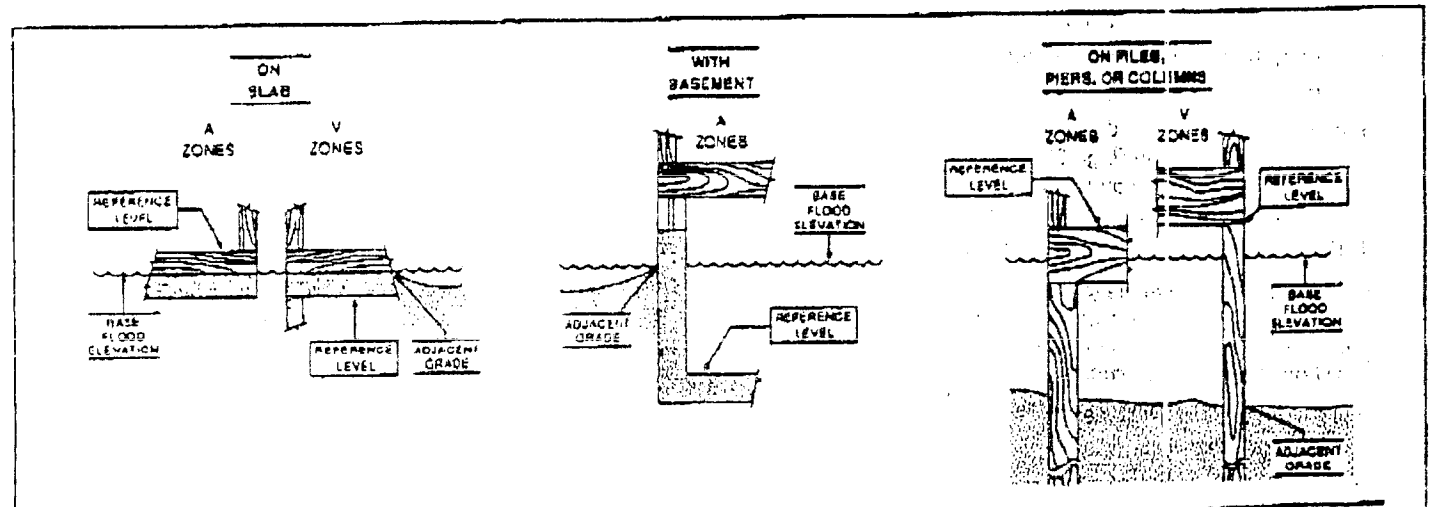 ON
SLAB
A
ZONES
V
ZONES
REFERENCE
LEVEL
BASE
FLOOD
ELEVATION
REFERENCE
LEVEL
ADJACENT
GRADE
WITH
BASEMENT
A
ZONES
BASE
FLOOD
ELEVATION
ADJACENT
GRADE
REFERENCE
LEVEL
ON PILES,
PIERS, OR COLUMNS
A
ZONES
V
ZONES
REFERENCE
LEVEL
REFERENCE
LEVEL
BASE
FLOOD
ELEVATION
ADJACENT
GRADE